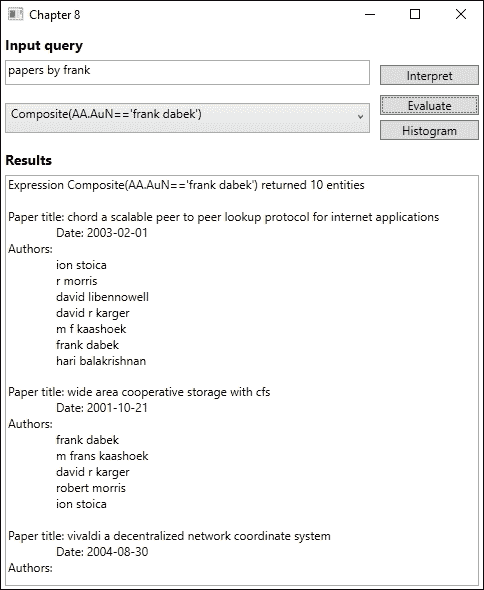 Chapter 8
Input query
papers by frank
Interpret
Composite(AA.AuN=='frank dabek')
Evaluate
Histogram
Results
Expression Composite(AA.AuN=='frank dabek') returned 10 entities
Paper title: chord a scalable peer to peer lookup protocol for internet applications
Date: 2003-02-01
Authors:
ion stoica
r morris
david libennowell
david r karger
m f kaashoek
frank dabek
hari balakrishnan
Paper title: wide area cooperative storage with cfs
Date: 2001-10-21
Authors:
frank dabek
m frans kaashoek
david r karger
robert morris
ion stoica
Paper title: vivaldi a decentralized network coordinate system
Date: 2004-08-30
Authors: